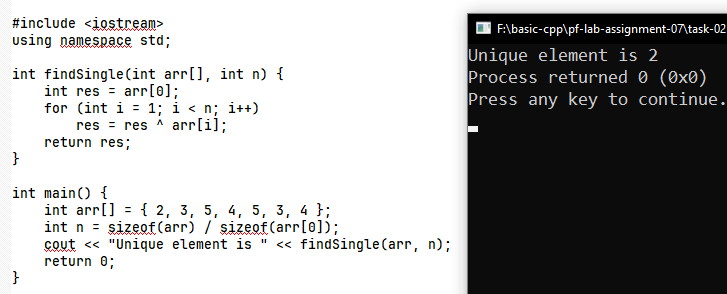 #include <iostream>
using namespace std;
int findSingle(int arr[], int n) {
int res = arr[0];
for (int i = 1; i < n; i++)
res = res ^ arr[i];
return res;
}
int main() {
int arr[] = { 2, 3, 5, 4, 5, 3, 4 };
int n = sizeof(arr) / sizeof(arr[0]);
cout << "Unique element is " << findSingle(arr, n);
return 0;
}
F:\basic-cpp\pf-lab-assignment-07\task-02
Unique element is 2
Process returned 0 (0x0)
Press any key to continue.